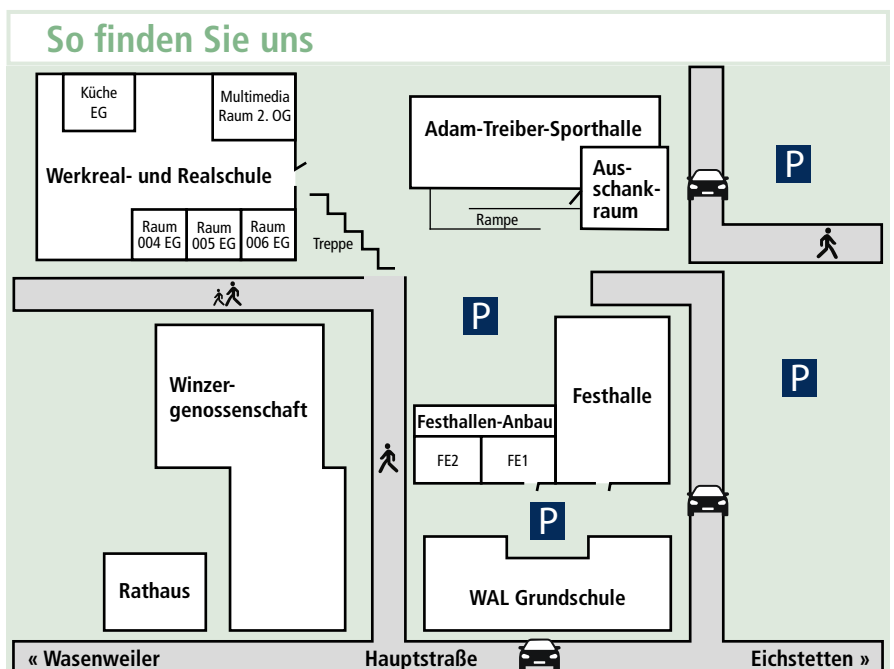 So finden Sie uns
Küche
EG
Multimedia
Raum 2. OG
Werkreal- und Realschule
Raum
004 EG
Raum
005 EG
Raum
006 EG
Treppe
Adam-Treiber-Sporthalle
Aus-
schank-
raum
Rampe
P
P
P
Winzer-
genossenschaft
Festhalle
Festhallen-Anbau
FE2
FE1
P
Rathaus
WAL Grundschule
« Wasenweiler
Hauptstraße
Eichstetten »